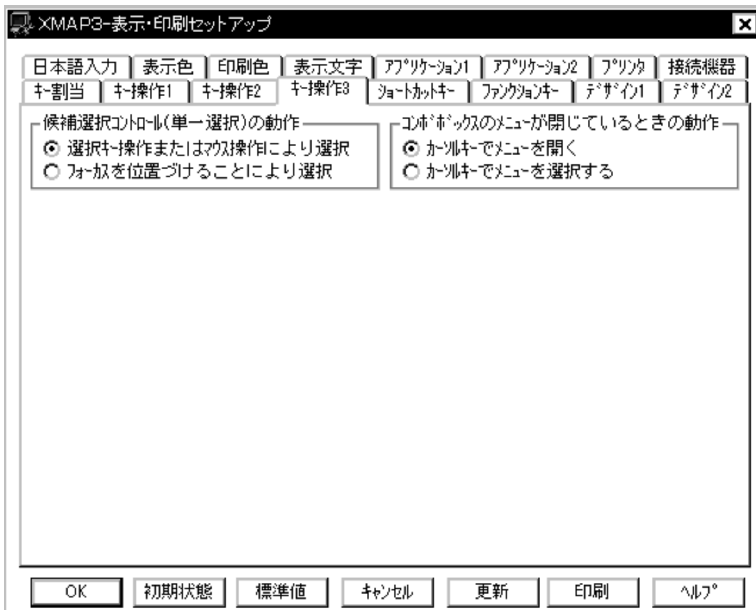 XMAP3-表示・印刷セットアップ
日本語入力 表示色 印刷色 表示文字 ｱﾌﾟﾘｹｰｼｮﾝ1 ｱﾌﾟﾘｹｰｼｮﾝ2 ﾌﾟﾘﾝﾀ 接続機器
ｷｰ割当 ｷｰ操作1 ｷｰ操作2 ｷｰ操作3 ｼｮｰﾄｶｯﾄｷｰ ﾌｧﾝｸｼｮﾝｷｰ ﾃﾞｻﾞｲﾝ1 ﾃﾞｻﾞｲﾝ2
候補選択ｺﾝﾄﾛｰﾙ(単一選択)の動作 ｺﾝﾎﾞﾎﾞｯｸｽのﾒﾆｭｰが閉じているときの動作
選択ｷｰ操作またはﾏｳｽ操作により選択 ｶｰｿﾙｷｰでﾒﾆｭｰを開く
ﾌｫｰｶｽを位置づけることにより選択 ｶｰｿﾙｷｰでﾒﾆｭｰを選択する
OK 初期状態 標準値 ｷｬﾝｾﾙ 更新 印刷 ﾍﾙﾌﾟ